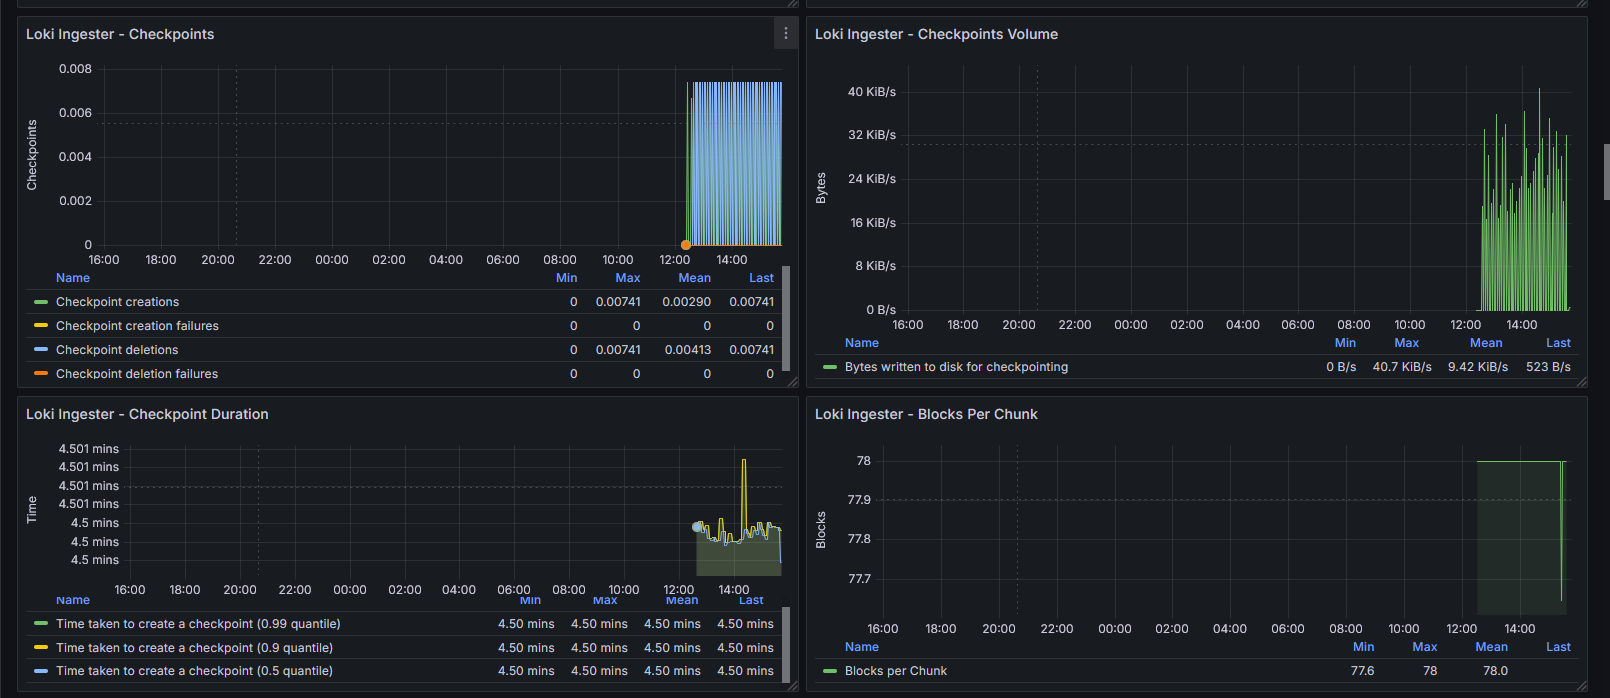 Loki Ingester - Checkpoints
0.008
0.006
0.004
0.002
0
Checkpoints
16:00 18:00 20:00 22:00 00:00 02:00 04:00 06:00 08:00 10:00 12:00 14:00
Name Min Max Mean Last
Checkpoint creations 0 0.00741 0.00290 0.00741
Checkpoint creation failures 0 0 0 0
Checkpoint deletions 0 0.00741 0.00413 0.00741
Checkpoint deletion failures 0 0 0 0
Loki Ingester - Checkpoints Volume
40 KiB/s
32 KiB/s
24 KiB/s
16 KiB/s
8 KiB/s
0 B/s
Bytes
16:00 18:00 20:00 22:00 00:00 02:00 04:00 06:00 08:00 10:00 12:00 14:00
Name Min Max Mean Last
Bytes written to disk for checkpointing 0 B/s 40.7 KiB/s 9.42 KiB/s 523 B/s
Loki Ingester - Checkpoint Duration
4.501 mins
4.501 mins
4.501 mins
4.501 mins
4.5 mins
4.5 mins
4.5 mins
Time
16:00 18:00 20:00 22:00 00:00 02:00 04:00 06:00 08:00 10:00 12:00 14:00
Name Min Max Mean Last
Time taken to create a checkpoint (0.99 quantile) 4.50 mins 4.50 mins 4.50 mins 4.50 mins
Time taken to create a checkpoint (0.9 quantile) 4.50 mins 4.50 mins 4.50 mins 4.50 mins
Time taken to create a checkpoint (0.5 quantile) 4.50 mins 4.50 mins 4.50 mins 4.50 mins
Loki Ingester - Blocks Per Chunk
78
77.9
77.8
77.7
Blocks
16:00 18:00 20:00 22:00 00:00 02:00 04:00 06:00 08:00 10:00 12:00 14:00
Name Min Max Mean Last
Blocks per Chunk 77.6 78 78.0